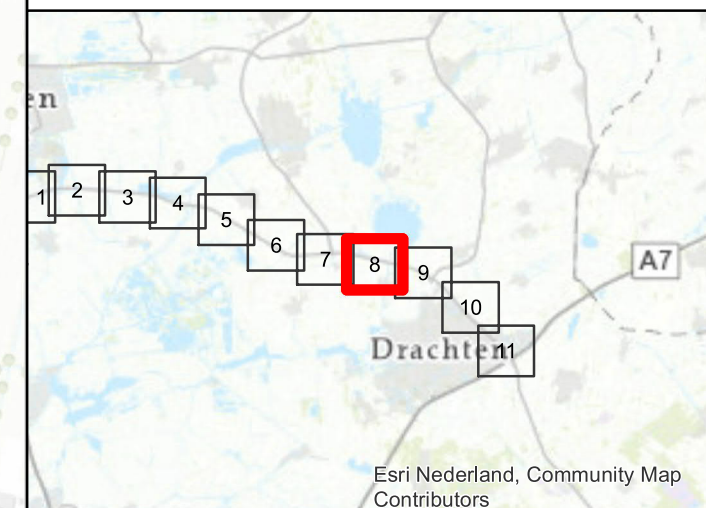 en
1 2 3 4 5 6 7 8 9 10 11
A7
Drachten
Esri Nederland, Community Map
Contributors